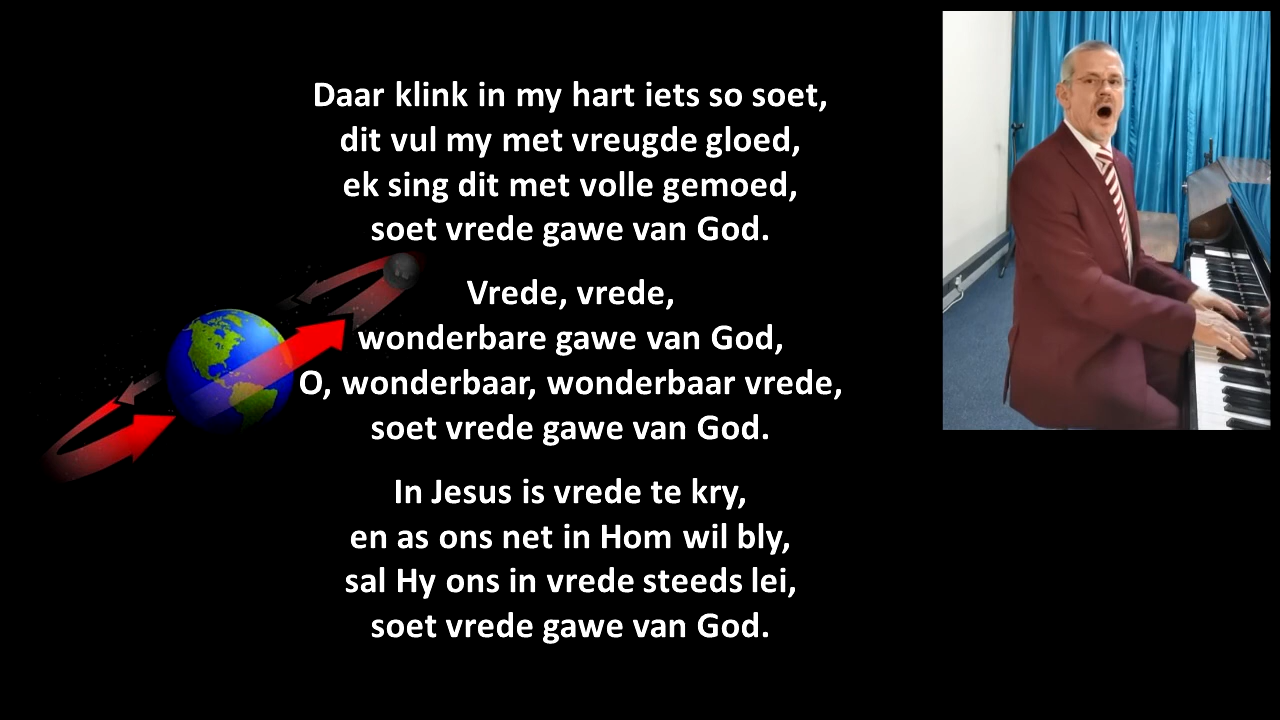 Daar klink in my hart iets so soet,
dit vul my met vreugde gloed,
ek sing dit met volle gemoed,
soet vrede gawe van God.
Vrede, vrede,
wonderbare gawe van God,
O, wonderbaar, wonderbaar vrede,
soet vrede gawe van God.
In Jesus is vrede te kry,
en as ons net in Hom wil bly,
sal Hy ons in vrede steeds lei,
soet vrede gawe van God.